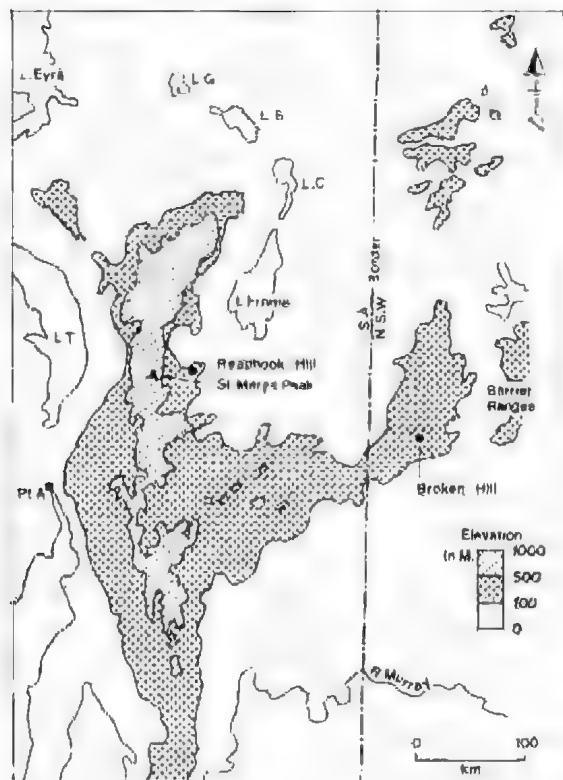 L. Eyre
L G
L B
L.C
L Frome
L T
S.A. Border
N.S.W.
A
Reaphook Hill
St Marys Peak
Barrier
Ranges
Pt A
Broken Hill
Elevation
(in M.)
1000
500
100
0
R Murray
0 100
km